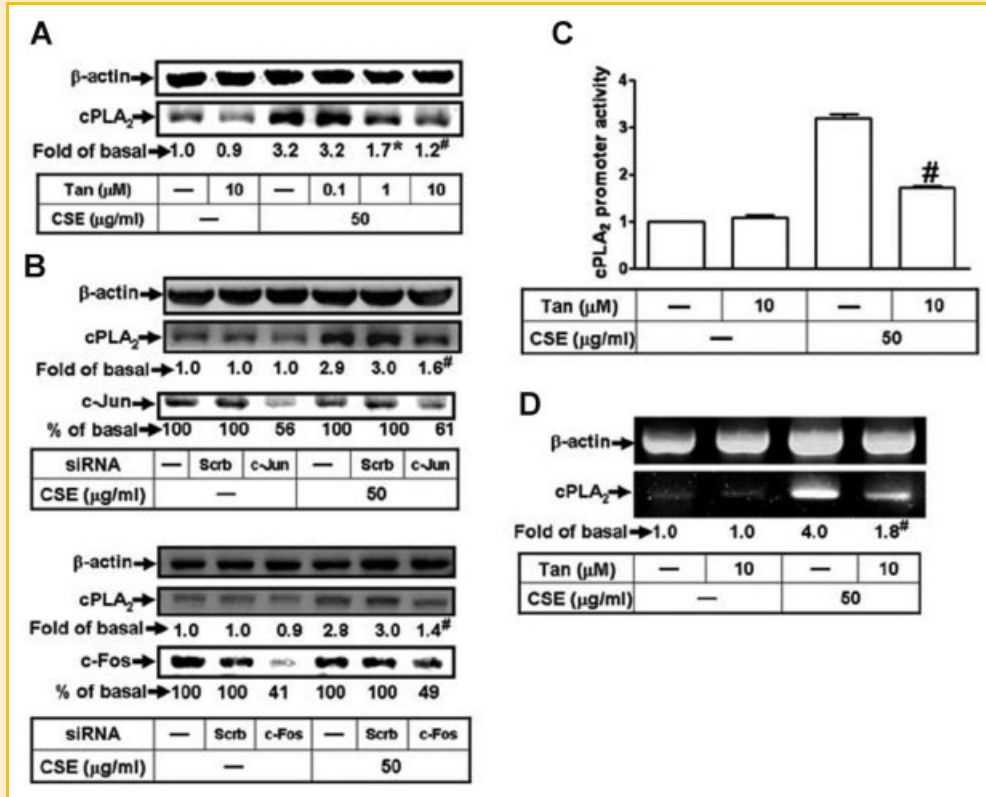 A
β-actin
cPLA₂
Fold of basal 1.0 0.9 3.2 3.2 1.7* 1.2#
Tan (μM) — 10 — 0.1 1 10
CSE (μg/ml) — 50
B
β-actin
cPLA₂
Fold of basal 1.0 1.0 1.0 2.9 3.0 1.6#
c-Jun
% of basal 100 100 56 100 100 61
siRNA — Scrb c-Jun — Scrb c-Jun
CSE (μg/ml) — 50
β-actin
cPLA₂
Fold of basal 1.0 1.0 0.9 2.8 3.0 1.4#
c-Fos
% of basal 100 100 41 100 100 49
siRNA — Scrb c-Fos — Scrb c-Fos
CSE (μg/ml) — 50
C
cPLA₂ promoter activity
4
3
2
1
0
#
Tan (μM) — 10 — 10
CSE (μg/ml) — 50
D
β-actin
cPLA₂
Fold of basal 1.0 1.0 4.0 1.8#
Tan (μM) — 10 — 10
CSE (μg/ml) — 50